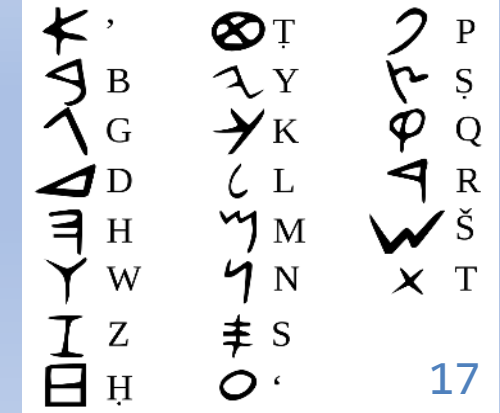 𐤀 ’
𐤁 B
𐤂 G
𐤃 D
𐤄 H
𐤅 W
𐤆 Z
𐤇 Ḥ
𐤈 Ṭ
𐤉 Y
𐤊 K
𐤋 L
𐤌 M
𐤍 N
𐤎 S
𐤏 ‘
𐤐 P
𐤑 Ṣ
𐤒 Q
𐤓 R
𐤔 Š
𐤕 T
17